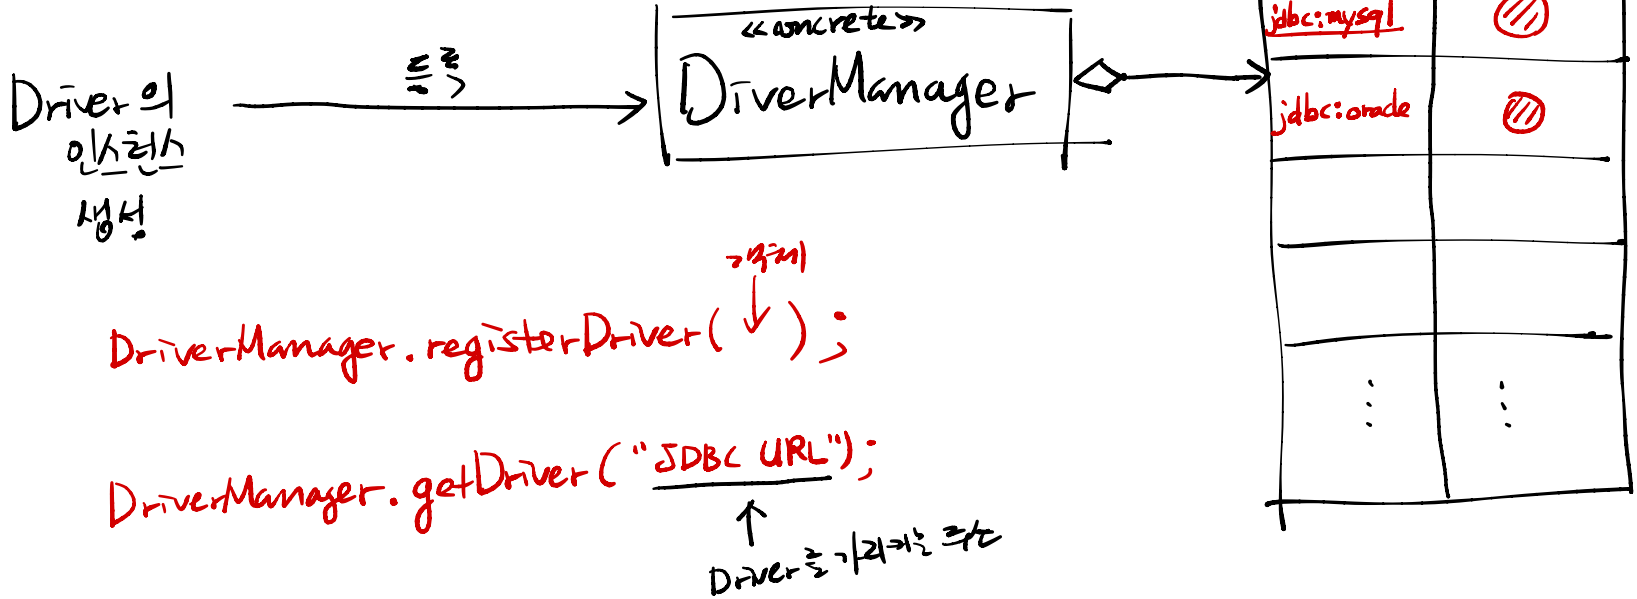 jdbc:mysql
<<concrete>>
DiverManager
jdbc:oracle
등록
Driver의
인스턴스
생성
객체
DriverManager.registerDriver( );
DriverManager.getDriver("JDBC URL");
Driver를 가리키는 주소